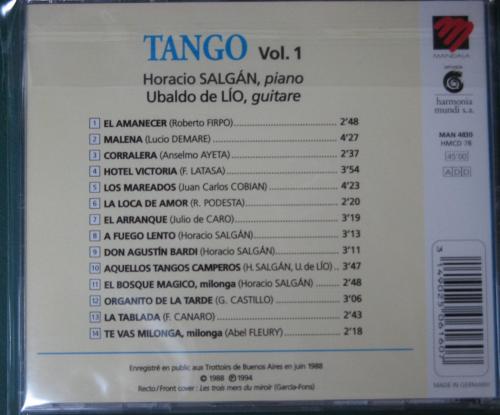 TANGO Vol. 1
Horacio SALGÁN, piano
Ubaldo de LÍO, guitare
1 EL AMANECER (Roberto FIRPO) 2'48
2 MALENA (Lucio DEMARE) 4'27
3 CORRALERA (Anselmo AYETA) 2'37
4 HOTEL VICTORIA (F. LATASA) 3'54
5 LOS MAREADOS (Juan Carlos COBIAN) 4'23
6 LA LOCA DE AMOR (R. PODESTA) 2'20
7 EL ARRANQUE (Julio de CARO) 3'19
8 A FUEGO LENTO (Horacio SALGÁN) 3'13
9 DON AGUSTÍN BARDI (Horacio SALGÁN) 3'11
10 AQUELLOS TANGOS CAMPEROS (H. SALGÁN, U. de LÍO) .. 3'47
11 EL BOSQUE MAGICO, milonga (Horacio SALGÁN) 2'48
12 ORGANITO DE LA TARDE (G. CASTILLO) 3'06
13 LA TABLADA (F. CANARO) 2'43
14 TE VAS MILONGA, milonga (Abel FLEURY) 2'18
Enregistré en public aux Trottoirs de Buenos Aires en juin 1988
© 1988 ℗ 1994
Recto/Front cover : Les trois mers du miroir (García-Fons)
MANDALA
harmonia
mundi s.a.
MAN 4830
HMCD 78
45'00
ADD
MADE IN GERMANY